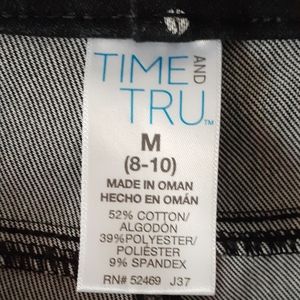 TIME AND
TRU™
M
(8-10)
MADE IN OMAN
HECHO EN OMÁN
52% COTTON/
ALGODÓN
39%POLYESTER/
POLIÉSTER
9% SPANDEX
RN# 52469 J37